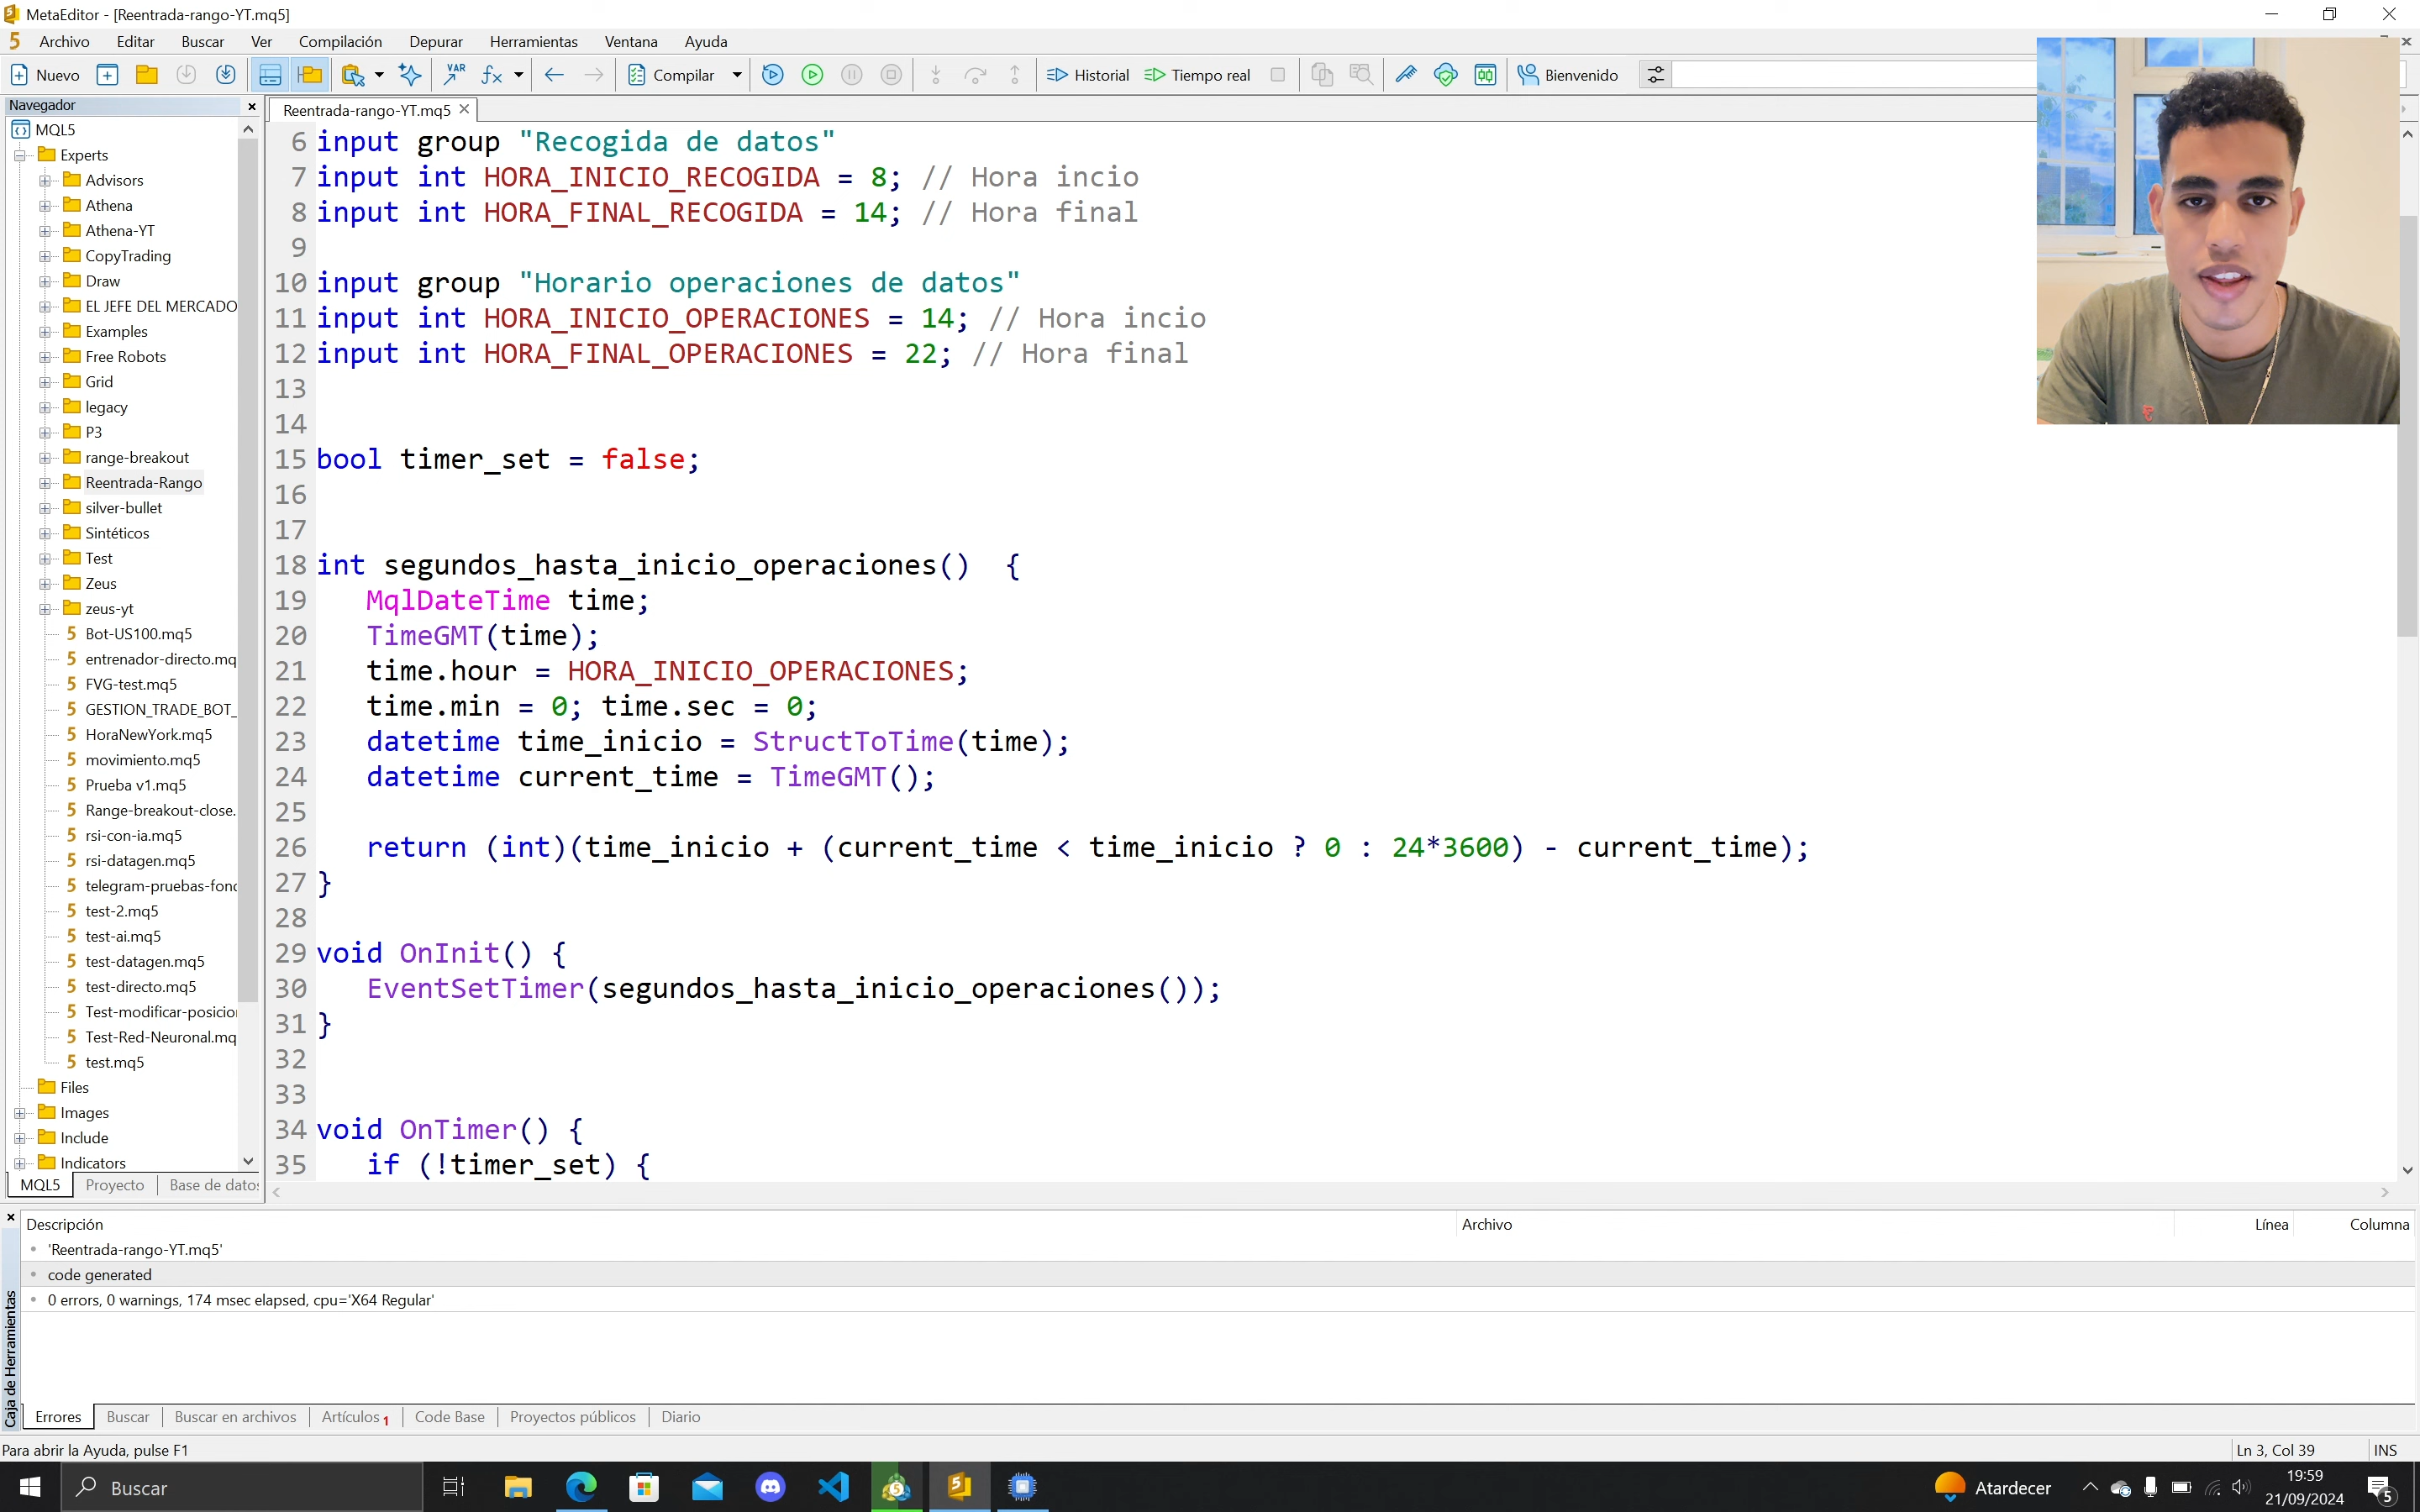 MetaEditor - [Reentrada-rango-YT.mq5]
Archivo Editar Buscar Ver Compilación Depurar Herramientas Ventana Ayuda
Nuevo Compilar Historial Tiempo real Bienvenido
Navegador
Reentrada-rango-YT.mq5
MQL5
Experts
Advisors
Athena
Athena-YT
CopyTrading
Draw
EL JEFE DEL MERCADO
Examples
Free Robots
Grid
legacy
P3
range-breakout
Reentrada-Rango
silver-bullet
Sintéticos
Test
Zeus
zeus-yt
Bot-US100.mq5
entrenador-directo.mq
FVG-test.mq5
GESTION_TRADE_BOT_
HoraNewYork.mq5
movimiento.mq5
Prueba v1.mq5
Range-breakout-close.
rsi-con-ia.mq5
rsi-datagen.mq5
telegram-pruebas-fond
test-2.mq5
test-ai.mq5
test-datagen.mq5
test-directo.mq5
Test-modificar-posicion
Test-Red-Neuronal.mq
test.mq5
Files
Images
Include
Indicators
MQL5 Proyecto Base de datos
6 input group "Recogida de datos"
7 input int HORA_INICIO_RECOGIDA = 8; // Hora incio
8 input int HORA_FINAL_RECOGIDA = 14; // Hora final
9
10 input group "Horario operaciones de datos"
11 input int HORA_INICIO_OPERACIONES = 14; // Hora incio
12 input int HORA_FINAL_OPERACIONES = 22; // Hora final
13
14
15 bool timer_set = false;
16
17
18 int segundos_hasta_inicio_operaciones() {
19 MqlDateTime time;
20 TimeGMT(time);
21 time.hour = HORA_INICIO_OPERACIONES;
22 time.min = 0; time.sec = 0;
23 datetime time_inicio = StructToTime(time);
24 datetime current_time = TimeGMT();
25
26 return (int)(time_inicio + (current_time < time_inicio ? 0 : 24*3600) - current_time);
27 }
28
29 void OnInit() {
30 EventSetTimer(segundos_hasta_inicio_operaciones());
31 }
32
33
34 void OnTimer() {
35 if (!timer_set) {
Descripción Archivo Línea Columna
'Reentrada-rango-YT.mq5'
code generated
0 errors, 0 warnings, 174 msec elapsed, cpu='X64 Regular'
Caja de Herramientas
Errores Buscar Buscar en archivos Artículos 1 Code Base Proyectos públicos Diario
Para abrir la Ayuda, pulse F1 Ln 3, Col 39 INS
Buscar Atardecer 19:59
21/09/2024 5